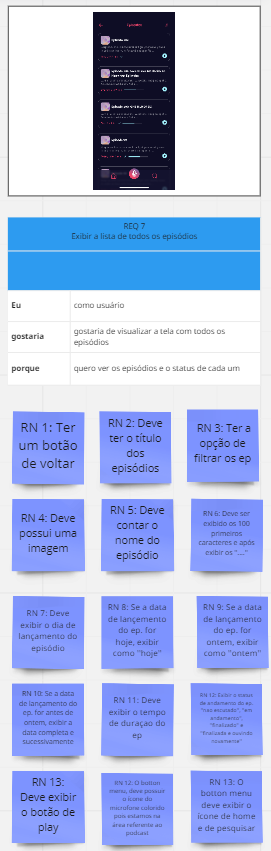 Episodios
REQ 7
Exibir a lista de todos os episódios
Eu
como usuário
gostaria
gostaria de visualizar a tela com todos os
episódios
porque
quero ver os episódios e o status de cada um
RN 1: Ter
um botão
de voltar
RN 2: Deve
ter o título
dos
episódios
RN 3: Ter a
opção de
filtrar os ep
RN 4: Deve
possui uma
imagem
RN 5: Deve
contar o
nome do
episódio
RN 6: Deve ser
exibido os 100
primeiros
caracteres e após
exibir os "...."
RN 7: Deve
exibir o dia de
lançamento do
episódio
RN 8: Se a data
de lançamento
do ep. for
hoje, exibir
como "hoje"
RN 9: Se a data
de lançamento
do ep. for
ontem, exibir
como "ontem"
RN 10: Se a data
de lançamento do
ep. for antes de
ontem, exibir a
data completa e
sucessivamente
RN 11: Deve
exibir o tempo
de duraçao do
ep
RN 12: Exibir o status
de andamento do ep.
"não escutado", "em
andamento",
"finalizado" e
"finalizada e ouvindo
novamente"
RN 13:
Deve exibir
o botão de
play
RN 12: O button
menu, deve possuir
o ícone do
microfone colorido
pois estamos na
área referente ao
podcast
RN 13: O
button menu
deve exibir o
ícone de home
e de pesquisar